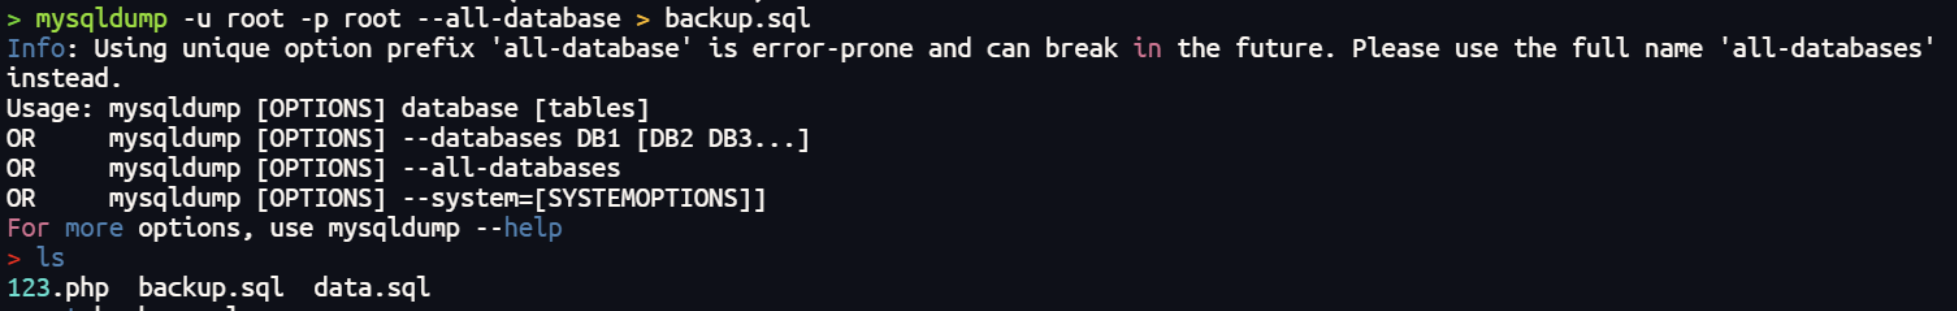 > mysqldump -u root -p root --all-database > backup.sql
Info: Using unique option prefix 'all-database' is error-prone and can break in the future. Please use the full name 'all-databases'
instead.
Usage: mysqldump [OPTIONS] database [tables]
OR     mysqldump [OPTIONS] --databases DB1 [DB2 DB3...]
OR     mysqldump [OPTIONS] --all-databases
OR     mysqldump [OPTIONS] --system=[SYSTEMOPTIONS]]
For more options, use mysqldump --help
> ls
123.php  backup.sql  data.sql